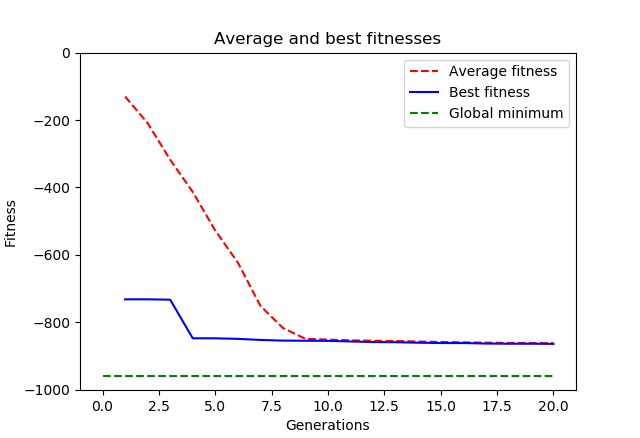 Average and best fitnesses
Average fitness
Best fitness
Global minimum
0
−200
−400
−600
−800
−1000
Fitness
0.0 2.5 5.0 7.5 10.0 12.5 15.0 17.5 20.0
Generations